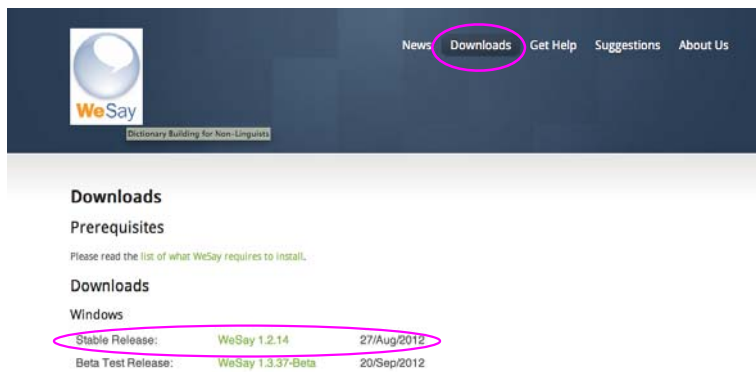 News Downloads Get Help Suggestions About Us
WeSay
Dictionary Building for Non-Linguists
Downloads
Prerequisites
Please read the list of what WeSay requires to install.
Downloads
Windows
Stable Release: WeSay 1.2.14 27/Aug/2012
Beta Test Release: WeSay 1.3.37-Beta 20/Sep/2012